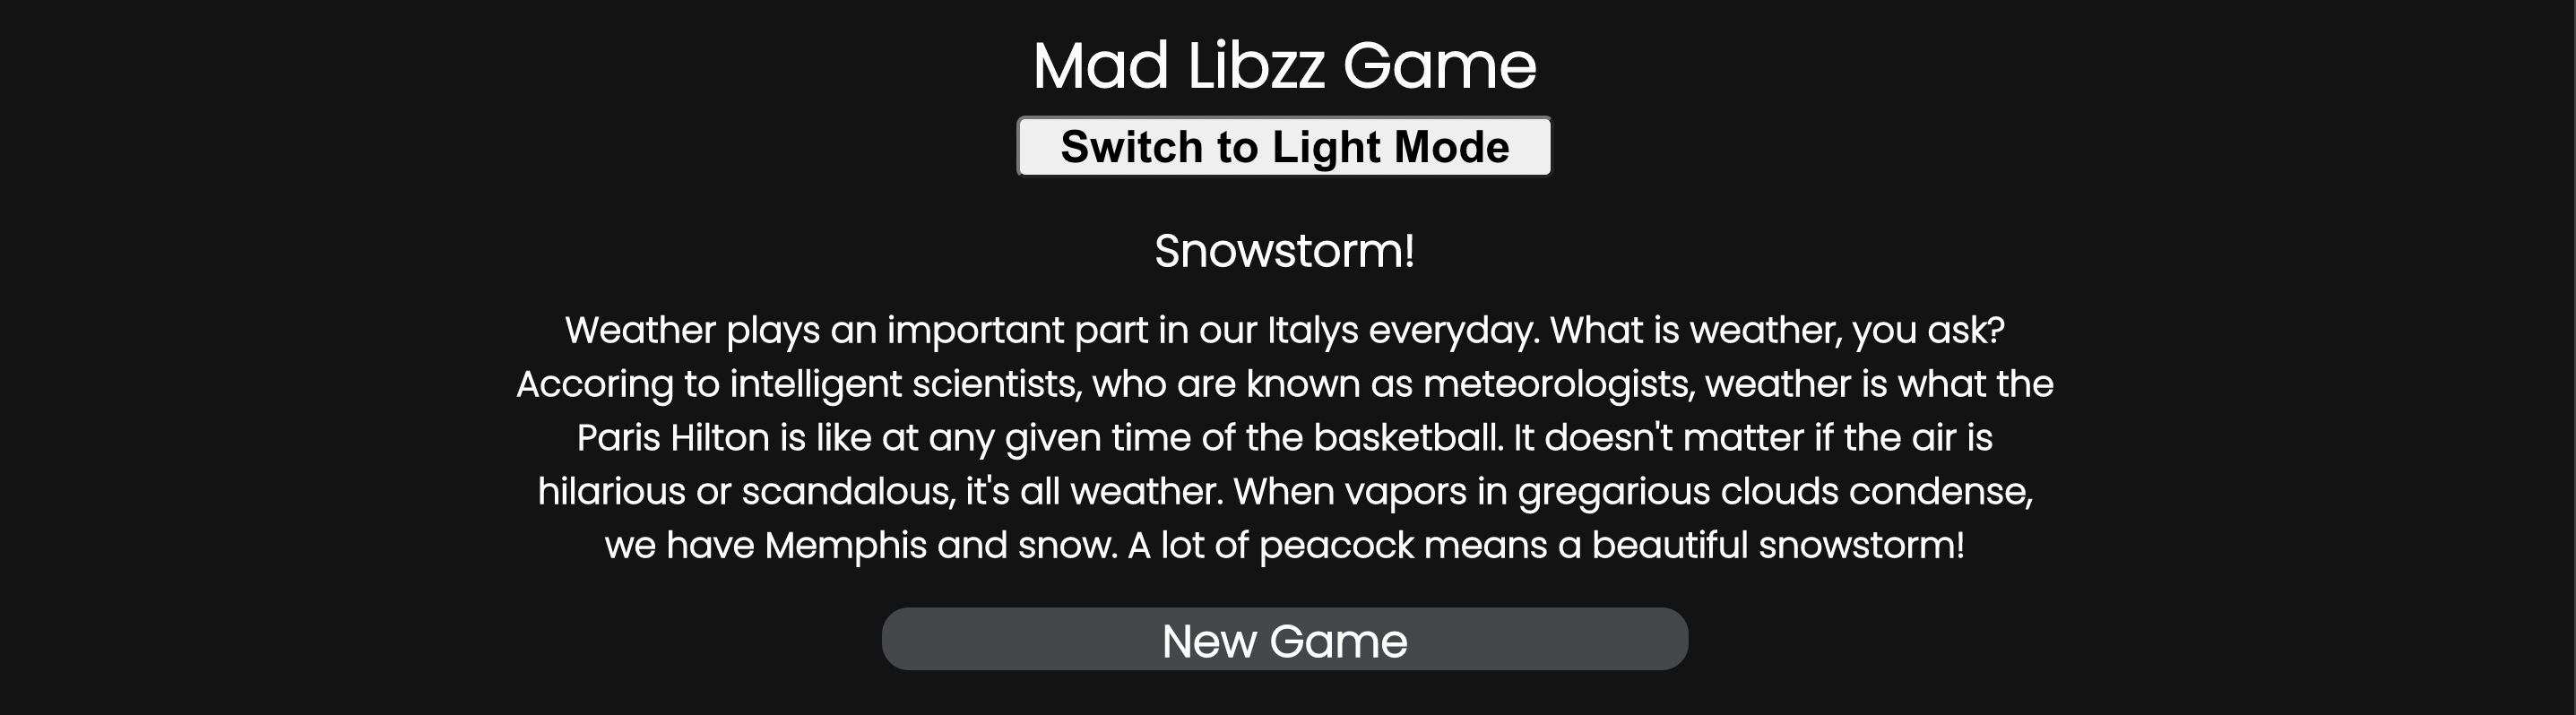 Mad Libzz Game
Switch to Light Mode
Snowstorm!
Weather plays an important part in our Italys everyday. What is weather, you ask?
Accoring to intelligent scientists, who are known as meteorologists, weather is what the
Paris Hilton is like at any given time of the basketball. It doesn't matter if the air is
hilarious or scandalous, it's all weather. When vapors in gregarious clouds condense,
we have Memphis and snow. A lot of peacock means a beautiful snowstorm!
New Game